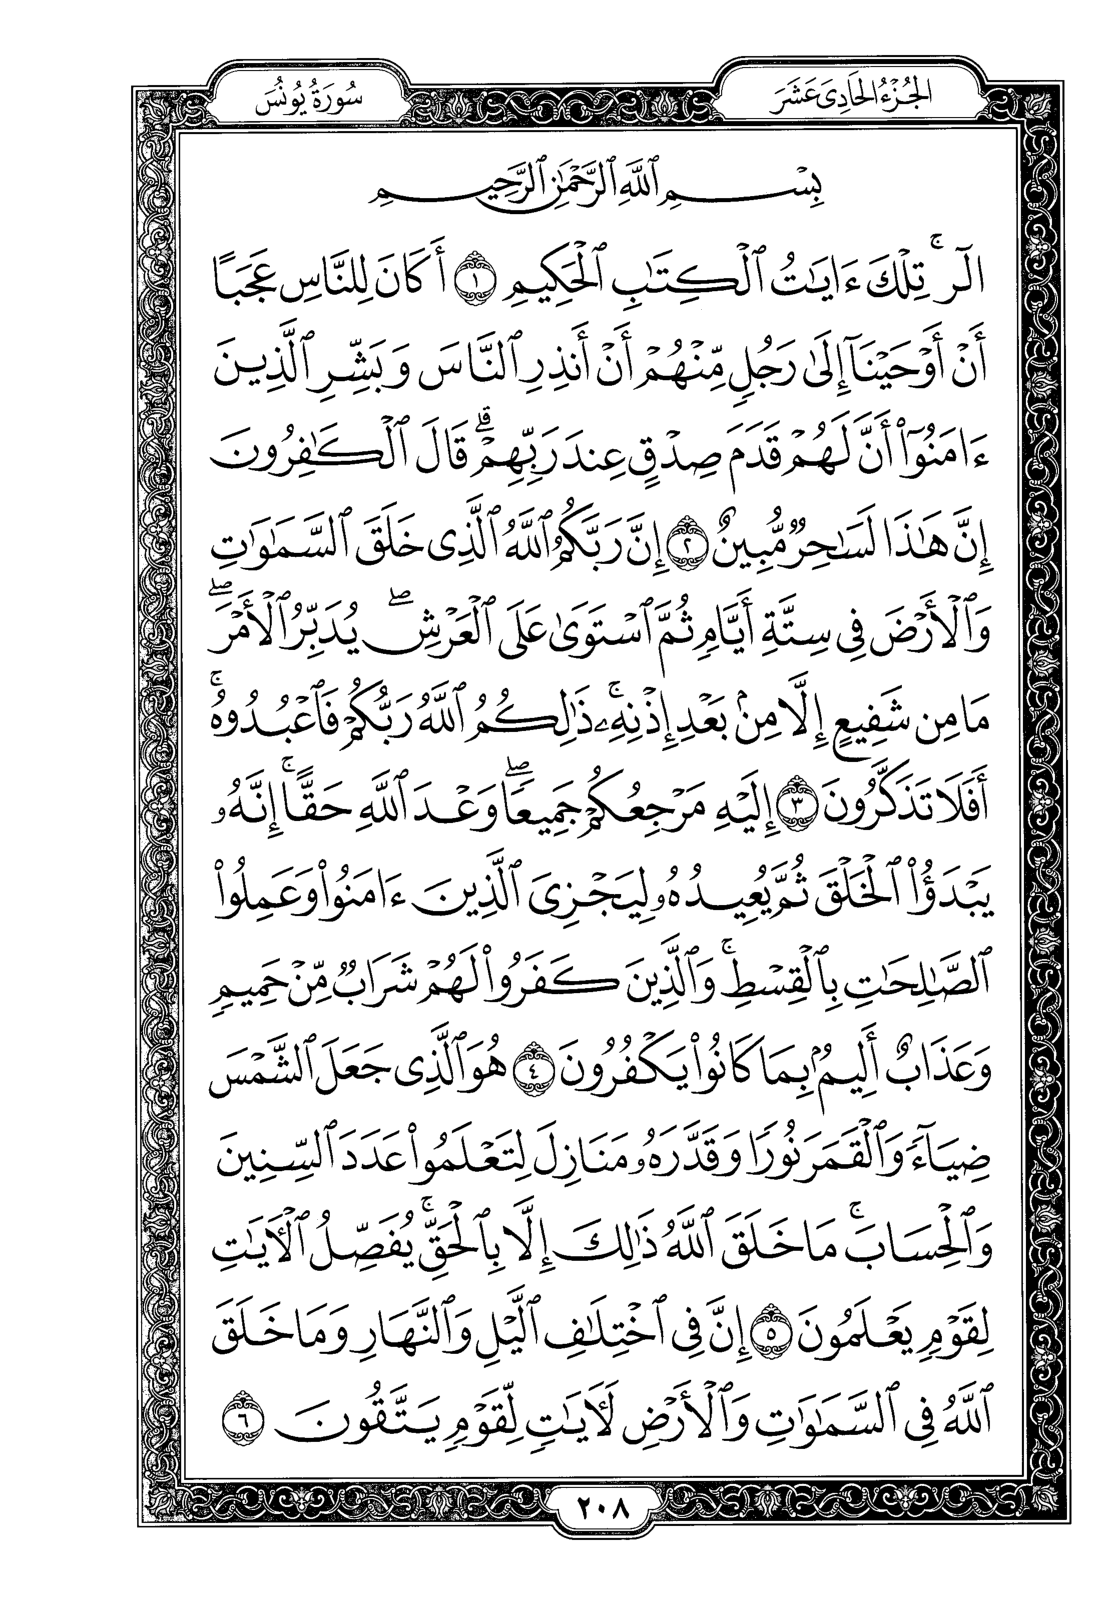 الجُزْءُ الحَادِيَ عَشَرَ
سُورَةُ يُونُسَ
بِسْمِ ٱللَّهِ ٱلرَّحْمَٰنِ ٱلرَّحِيمِ
الٓر ۚ تِلْكَ ءَايَٰتُ ٱلْكِتَٰبِ ٱلْحَكِيمِ ١ أَكَانَ لِلنَّاسِ عَجَبًا
أَنْ أَوْحَيْنَآ إِلَىٰ رَجُلٍ مِّنْهُمْ أَنْ أَنذِرِ ٱلنَّاسَ وَبَشِّرِ ٱلَّذِينَ
ءَامَنُوٓا۟ أَنَّ لَهُمْ قَدَمَ صِدْقٍ عِندَ رَبِّهِمْ ۗ قَالَ ٱلْكَٰفِرُونَ
إِنَّ هَٰذَا لَسَٰحِرٌ مُّبِينٌ ٢ إِنَّ رَبَّكُمُ ٱللَّهُ ٱلَّذِى خَلَقَ ٱلسَّمَٰوَٰتِ
وَٱلْأَرْضَ فِى سِتَّةِ أَيَّامٍ ثُمَّ ٱسْتَوَىٰ عَلَى ٱلْعَرْشِ ۖ يُدَبِّرُ ٱلْأَمْرَ ۖ
مَا مِن شَفِيعٍ إِلَّا مِنۢ بَعْدِ إِذْنِهِۦ ۚ ذَٰلِكُمُ ٱللَّهُ رَبُّكُمْ فَٱعْبُدُوهُ ۚ
أَفَلَا تَذَكَّرُونَ ٣ إِلَيْهِ مَرْجِعُكُمْ جَمِيعًا ۖ وَعْدَ ٱللَّهِ حَقًّا ۚ إِنَّهُۥ
يَبْدَؤُا۟ ٱلْخَلْقَ ثُمَّ يُعِيدُهُۥ لِيَجْزِىَ ٱلَّذِينَ ءَامَنُوا۟ وَعَمِلُوا۟
ٱلصَّٰلِحَٰتِ بِٱلْقِسْطِ ۚ وَٱلَّذِينَ كَفَرُوا۟ لَهُمْ شَرَابٌ مِّنْ حَمِيمٍ
وَعَذَابٌ أَلِيمٌۢ بِمَا كَانُوا۟ يَكْفُرُونَ ٤ هُوَ ٱلَّذِى جَعَلَ ٱلشَّمْسَ
ضِيَآءً وَٱلْقَمَرَ نُورًا وَقَدَّرَهُۥ مَنَازِلَ لِتَعْلَمُوا۟ عَدَدَ ٱلسِّنِينَ
وَٱلْحِسَابَ ۚ مَا خَلَقَ ٱللَّهُ ذَٰلِكَ إِلَّا بِٱلْحَقِّ ۚ يُفَصِّلُ ٱلْءَايَٰتِ
لِقَوْمٍ يَعْلَمُونَ ٥ إِنَّ فِى ٱخْتِلَٰفِ ٱلَّيْلِ وَٱلنَّهَارِ وَمَا خَلَقَ
ٱللَّهُ فِى ٱلسَّمَٰوَٰتِ وَٱلْأَرْضِ لَءَايَٰتٍ لِّقَوْمٍ يَتَّقُونَ ٦
٢٠٨